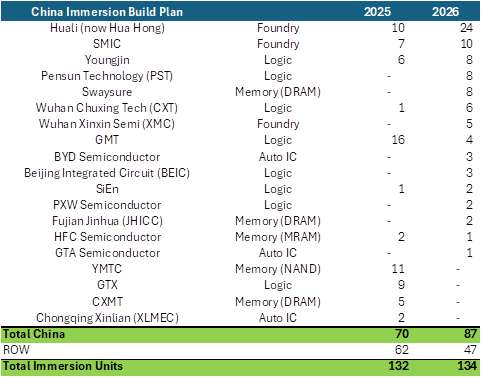 China Immersion Build Plan 2025 2026
Huali (now Hua Hong) Foundry 10 24
SMIC Foundry 7 10
Youngjin Logic 6 8
Pensun Technology (PST) Logic - 8
Swaysure Memory (DRAM) - 8
Wuhan Chuxing Tech (CXT) Logic 1 6
Wuhan Xinxin Semi (XMC) Foundry - 5
GMT Logic 16 4
BYD Semiconductor Auto IC - 3
Beijing Integrated Circuit (BEIC) Logic - 3
SiEn Logic 1 2
PXW Semiconductor Logic - 2
Fujian Jinhua (JHICC) Memory (DRAM) - 2
HFC Semiconductor Memory (MRAM) 2 1
GTA Semiconductor Auto IC - 1
YMTC Memory (NAND) 11 -
GTX Logic 9 -
CXMT Memory (DRAM) 5 -
Chongqing Xinlian (XLMEC) Auto IC 2 -
Total China 70 87
ROW 62 47
Total Immersion Units 132 134